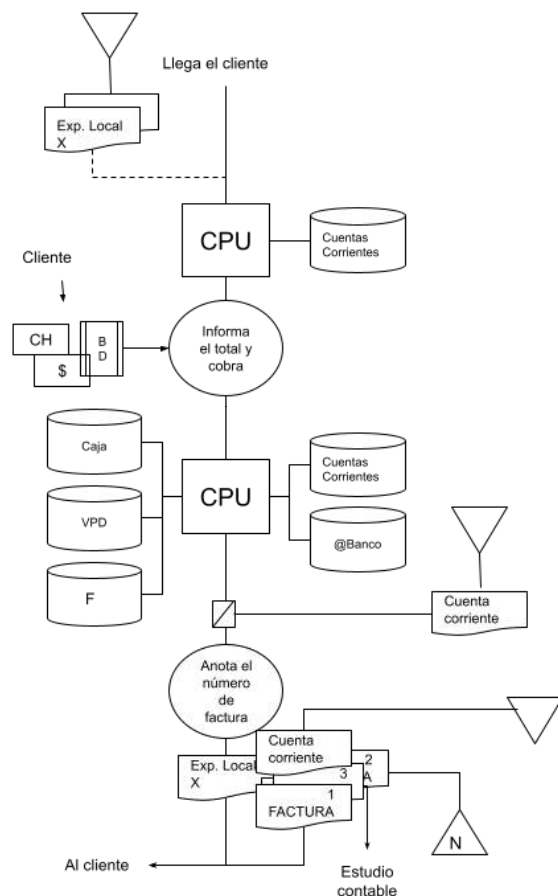 Llega el cliente
Exp. Local
X
CPU
Cuentas
Corrientes
Cliente
CH
$
B
D
Informa
el total y
cobra
Caja
VPD
F
CPU
Cuentas
Corrientes
@Banco
Cuenta
corriente
Anota el
número
de
factura
Exp. Local
X
Cuenta
corriente
2
A
3
1
FACTURA
N
Al cliente
Estudio
contable